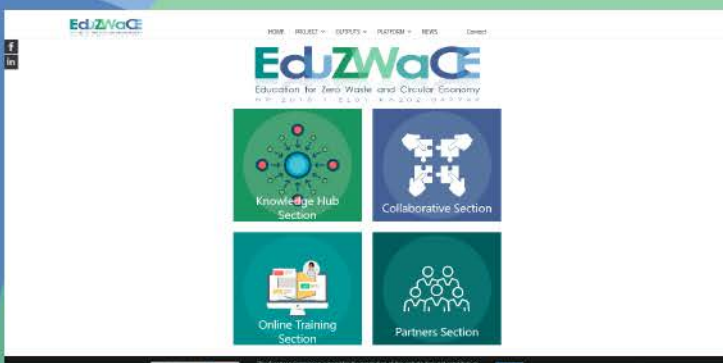 EduZWaCE
HOME PROJECT OUTPUTS PLATFORM NEWS Contact
f
in
EduZWaCE
Education for Zero Waste and Circular Economy
Knowledge Hub
Section
Collaborative Section
Online Training
Section
Partners Section